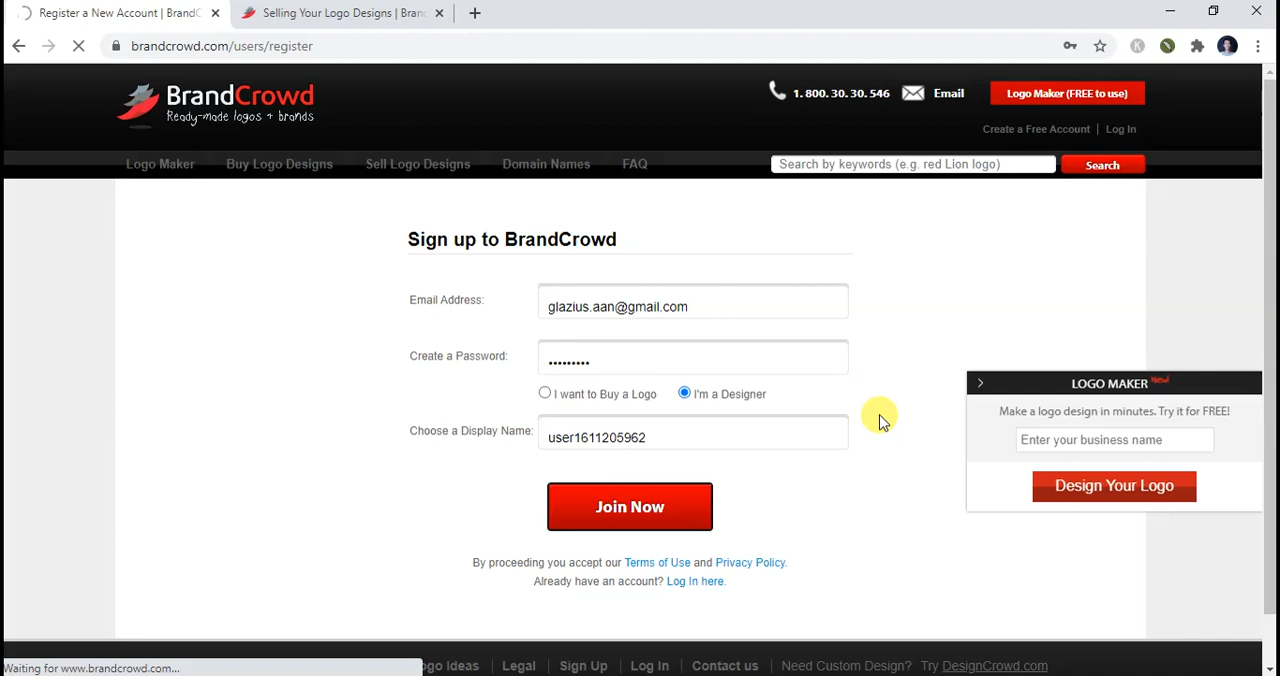 Register a New Account | BrandC
Selling Your Logo Designs | Bran
brandcrowd.com/users/register
BrandCrowd
Ready-made logos + brands
1. 800. 30. 30. 546
Email
Logo Maker (FREE to use)
Create a Free Account | Log In
Logo Maker
Buy Logo Designs
Sell Logo Designs
Domain Names
FAQ
Search by keywords (e.g. red Lion logo)
Search
Sign up to BrandCrowd
Email Address:
glazius.aan@gmail.com
Create a Password:
•••••••••
I want to Buy a Logo
I'm a Designer
Choose a Display Name:
user1611205962
Join Now
By proceeding you accept our Terms of Use and Privacy Policy.
Already have an account? Log In here.
LOGO MAKER New!
Make a logo design in minutes. Try it for FREE!
Enter your business name
Design Your Logo
Waiting for www.brandcrowd.com...
ogo Ideas | Legal | Sign Up | Log In | Contact us | Need Custom Design? Try DesignCrowd.com